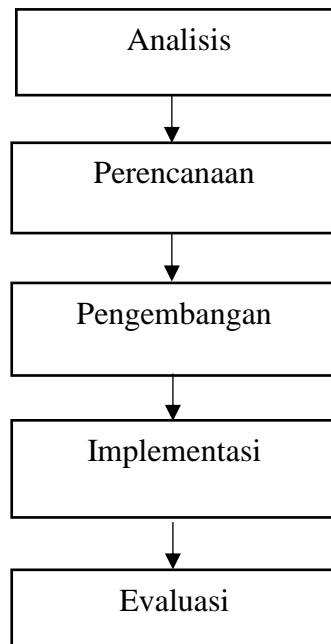 Analisis
Perencanaan
Pengembangan
Implementasi
Evaluasi